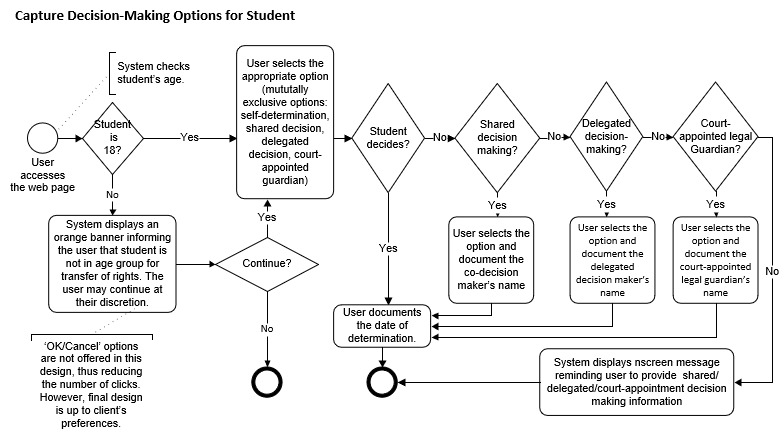 Capture Decision-Making Options for Student
System checks
student's age.
User
accesses
the web page
Student
is
18?
Yes
No
User selects the
appropriate option
(mututally
exclusive options:
self-determination,
shared decision,
delegated
decision, court-
appointed
guardian)
Student
decides?
No
Shared
decision
making?
No
Delegated
decision-
making?
No
Court-
appointed legal
Guardian?
No
System displays an
orange banner informing
the user that student is
not in age group for
transfer of rights. The
user may continue at
their discretion.
Continue?
Yes
No
Yes
Yes
Yes
Yes
User selects the
option and
document the
co-decision
maker's name
User selects the
option and
document the
delegated
decision maker's
name
User selects the
option and
document the
court-appointed
legal guardian's
name
User documents
the date of
determination.
'OK/Cancel' options
are not offered in this
design, thus reducing
the number of clicks.
However, final design
is up to client's
preferences.
System displays nscreen message
reminding user to provide shared/
delegated/court-appointment decision
making information